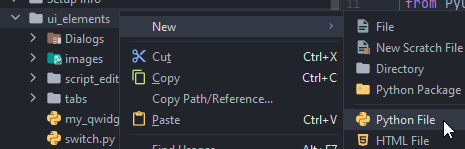 Setup Info
11 from Py
ui_elements
New
File
Dialogs
New Scratch File
images
Cut Ctrl+X
Directory
script_edit
Copy Ctrl+C
Python Package
tabs
Copy Path/Reference...
my_qwidg
Paste Ctrl+V
Python File
switch.py
HTML File
Find Usages Alt+F7